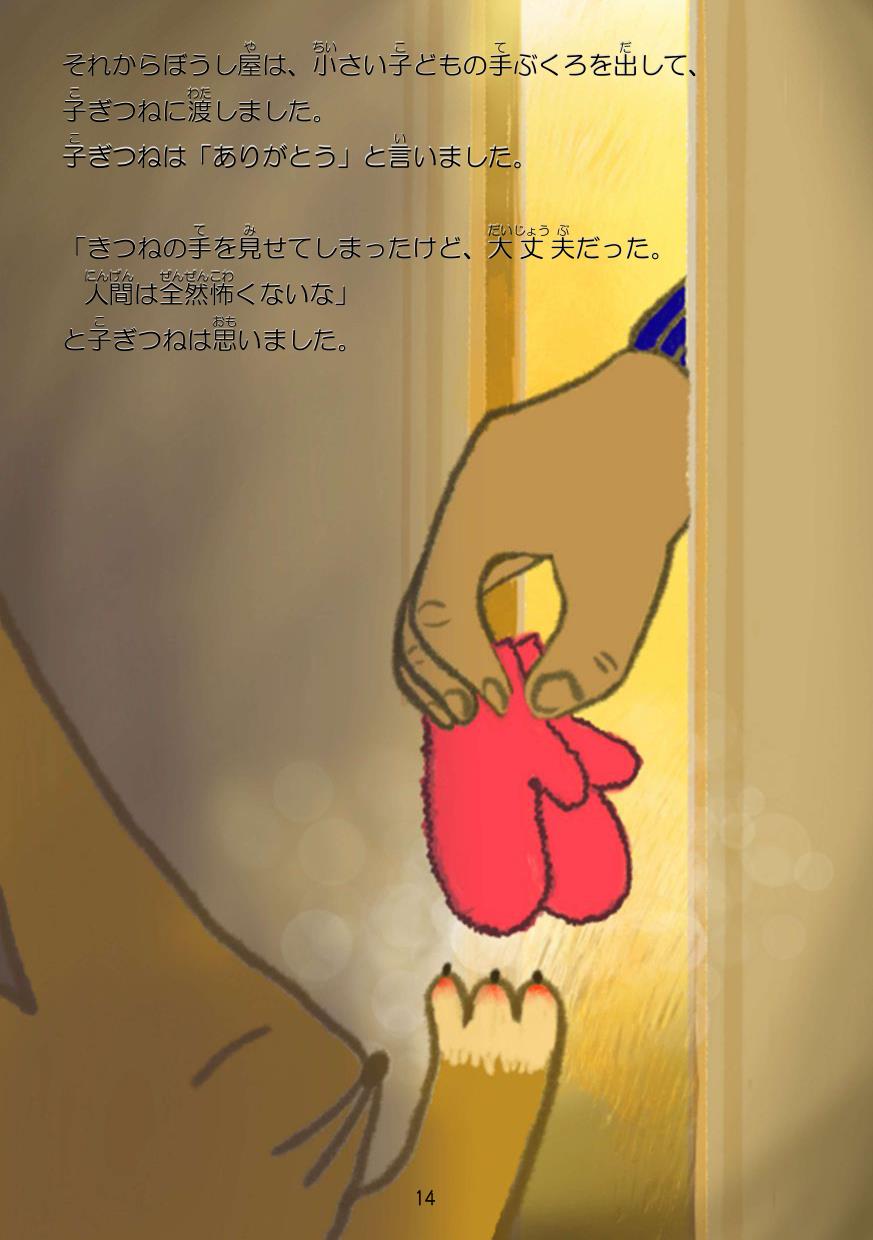 それからぼうし屋は、小さい子どもの手ぶくろを出して、
子ぎつねに渡しました。
子ぎつねは「ありがとう」と言いました。
「きつねの手を見せてしまったけど、大丈夫だった。
人間は全然怖くないな」
と子ぎつねは思いました。
14